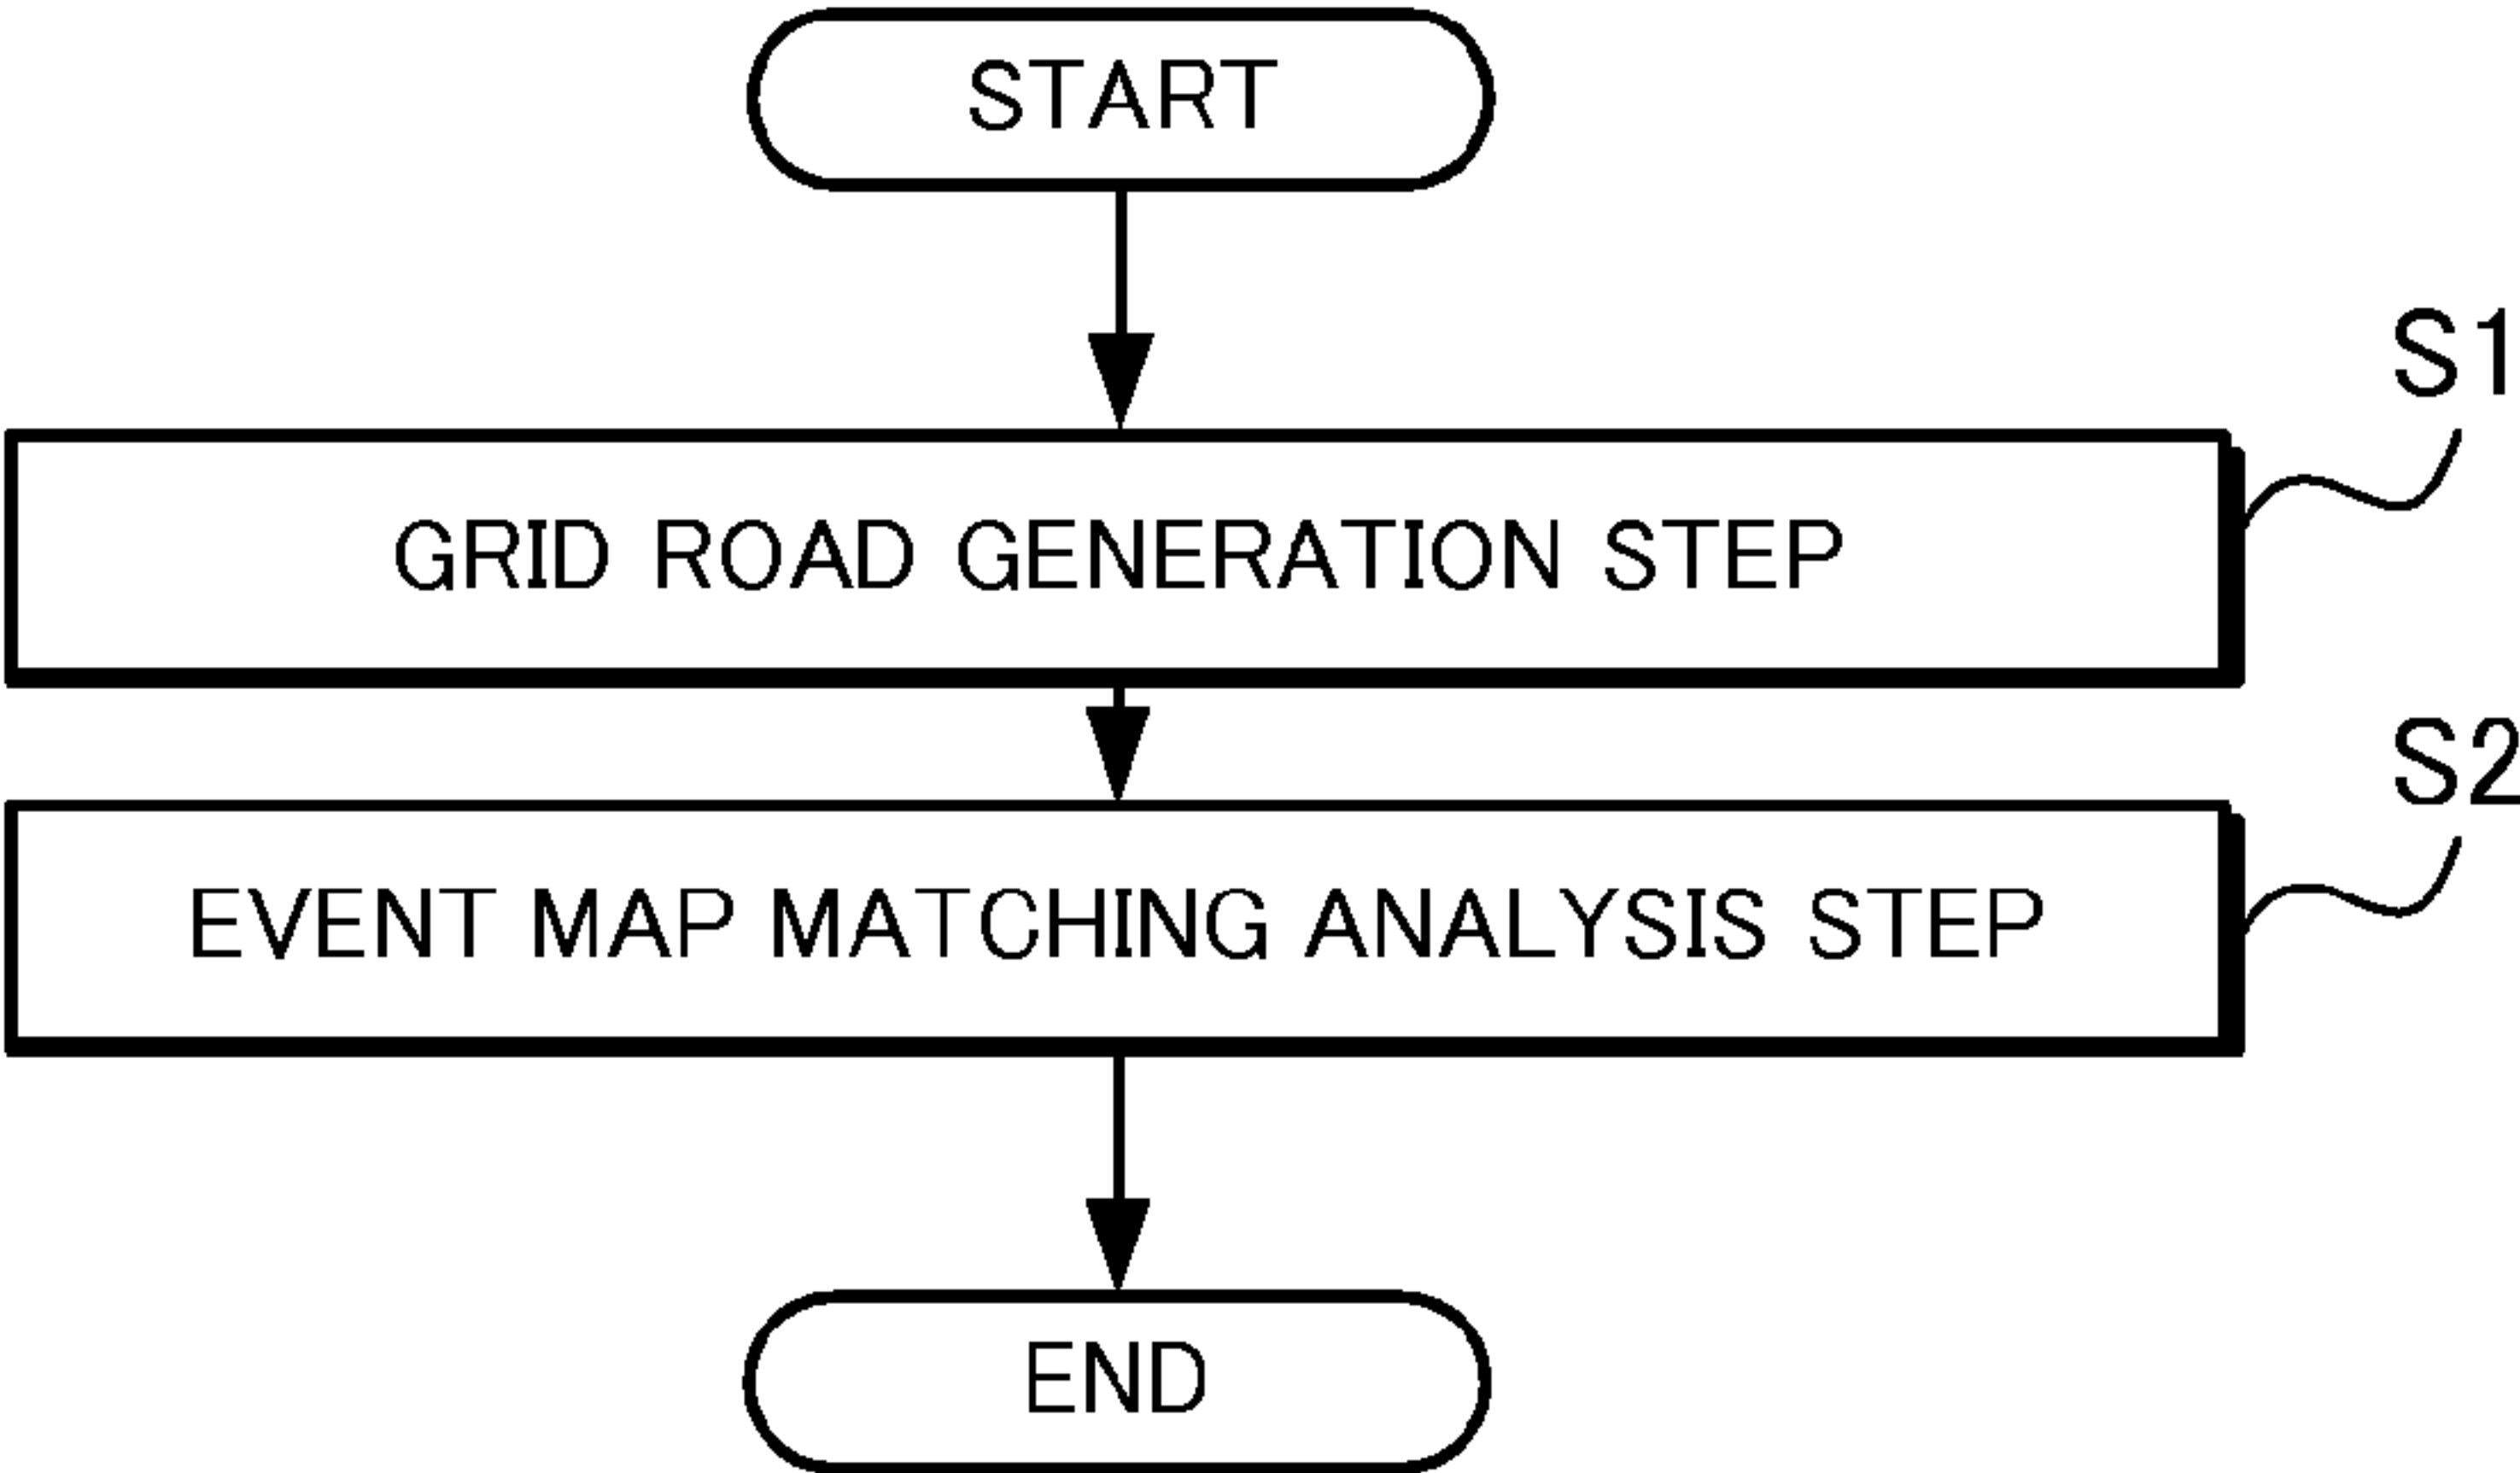 START
S1
GRID ROAD GENERATION STEP
S2
EVENT MAP MATCHING ANALYSIS STEP
END